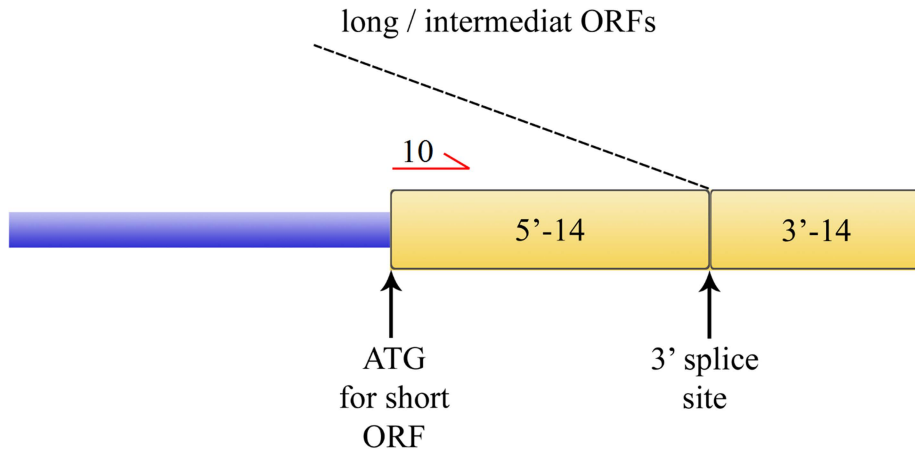 long / intermediat ORFs
10
5'-14
3'-14
ATG
for short
ORF
3' splice
site